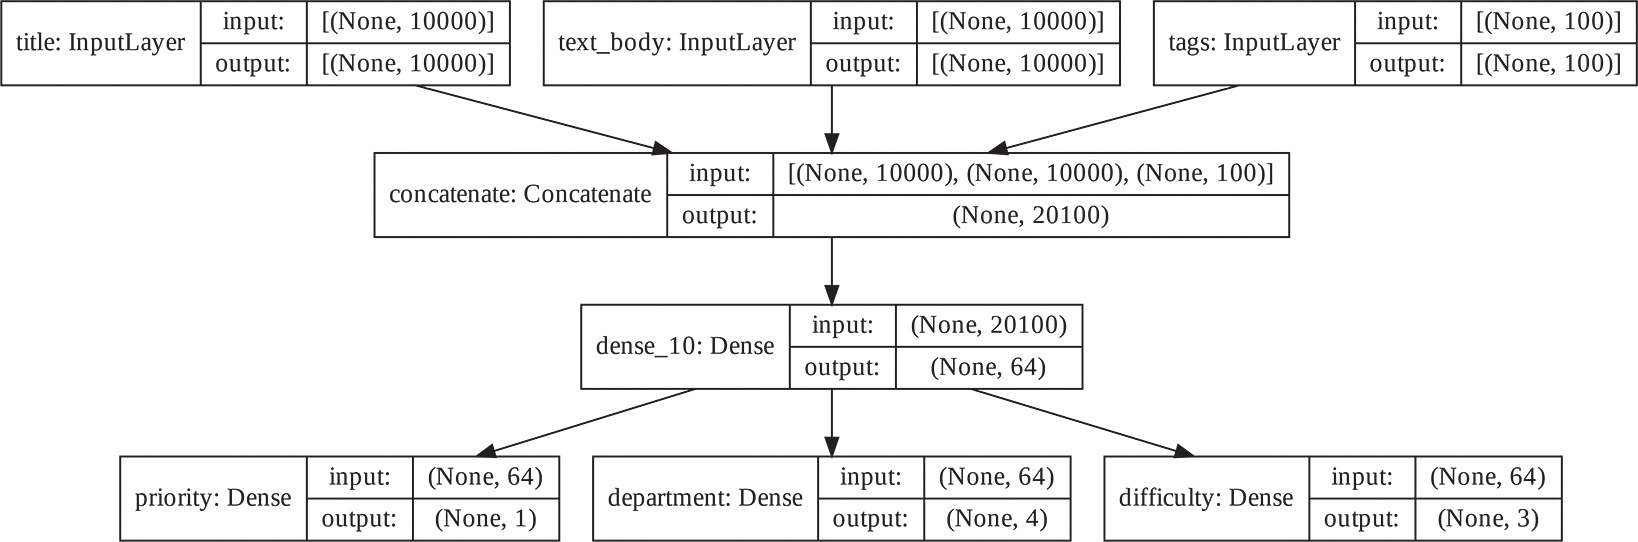 title: InputLayer
input:
[(None, 10000)]
output:
[(None, 10000)]
text_body: InputLayer
input:
[(None, 10000)]
output:
[(None, 10000)]
tags: InputLayer
input:
[(None, 100)]
output:
[(None, 100)]
concatenate: Concatenate
input:
[(None, 10000), (None, 10000), (None, 100)]
output:
(None, 20100)
dense_10: Dense
input:
(None, 20100)
output:
(None, 64)
priority: Dense
input:
(None, 64)
output:
(None, 1)
department: Dense
input:
(None, 64)
output:
(None, 4)
difficulty: Dense
input:
(None, 64)
output:
(None, 3)